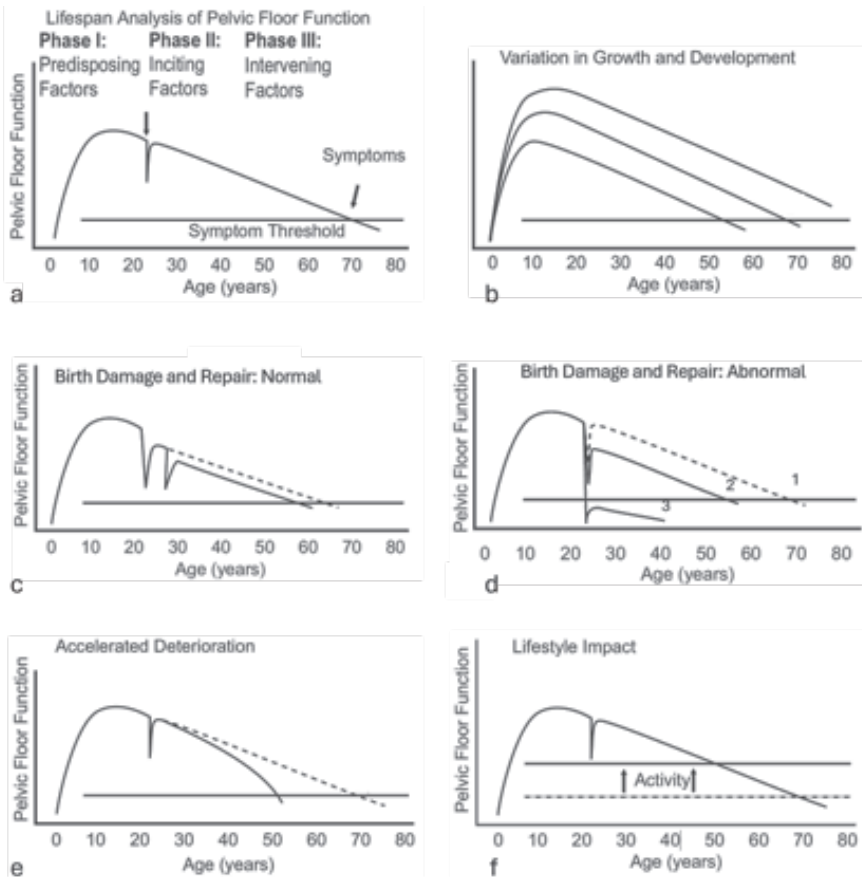 Lifespan Analysis of Pelvic Floor Function
Phase I: Phase II: Phase III:
Predisposing Inciting Intervening
Factors Factors Factors
Pelvic Floor Function
Symptoms
Symptom Threshold
0 10 20 30 40 50 60 70 80
Age (years)
a
Variation in Growth and Development
Pelvic Floor Function
0 10 20 30 40 50 60 70 80
Age (years)
b
Birth Damage and Repair: Normal
Pelvic Floor Function
0 10 20 30 40 50 60 70 80
Age (years)
c
Birth Damage and Repair: Abnormal
Pelvic Floor Function
1
2
3
0 10 20 30 40 50 60 70 80
Age (years)
d
Accelerated Deterioration
Pelvic Floor Function
0 10 20 30 40 50 60 70 80
Age (years)
e
Lifestyle Impact
Pelvic Floor Function
Activity
0 10 20 30 40 50 60 70 80
Age (years)
f